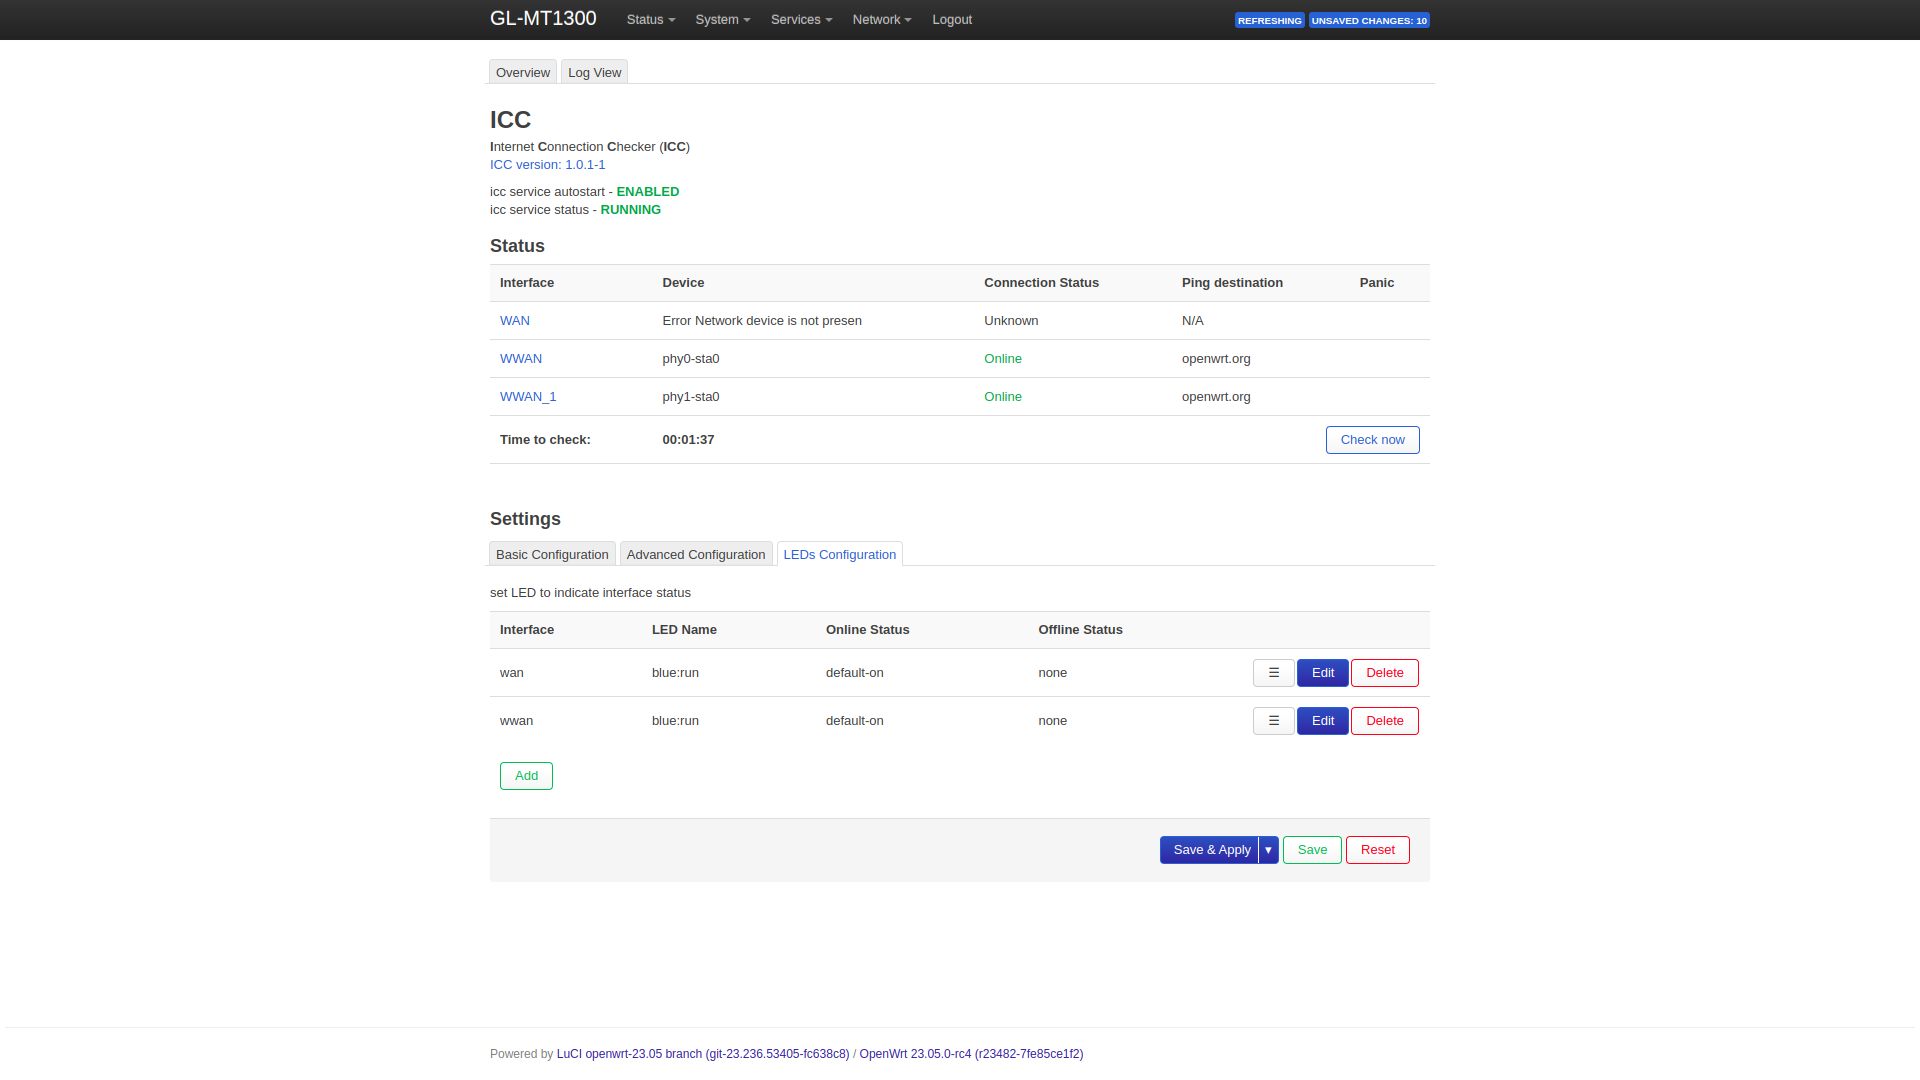 GL-MT1300 Status System Services Network Logout REFRESHING UNSAVED CHANGES: 10
Overview Log View
ICC
Internet Connection Checker (ICC)
ICC version: 1.0.1-1
icc service autostart - ENABLED
icc service status - RUNNING
Status
Interface Device Connection Status Ping destination Panic
WAN Error Network device is not presen Unknown N/A
WWAN phy0-sta0 Online openwrt.org
WWAN_1 phy1-sta0 Online openwrt.org
Time to check: 00:01:37 Check now
Settings
Basic Configuration Advanced Configuration LEDs Configuration
set LED to indicate interface status
Interface LED Name Online Status Offline Status
wan blue:run default-on none ☰ Edit Delete
wwan blue:run default-on none ☰ Edit Delete
Add
Save & Apply ▾ Save Reset
Powered by LuCI openwrt-23.05 branch (git-23.236.53405-fc638c8) / OpenWrt 23.05.0-rc4 (r23482-7fe85ce1f2)